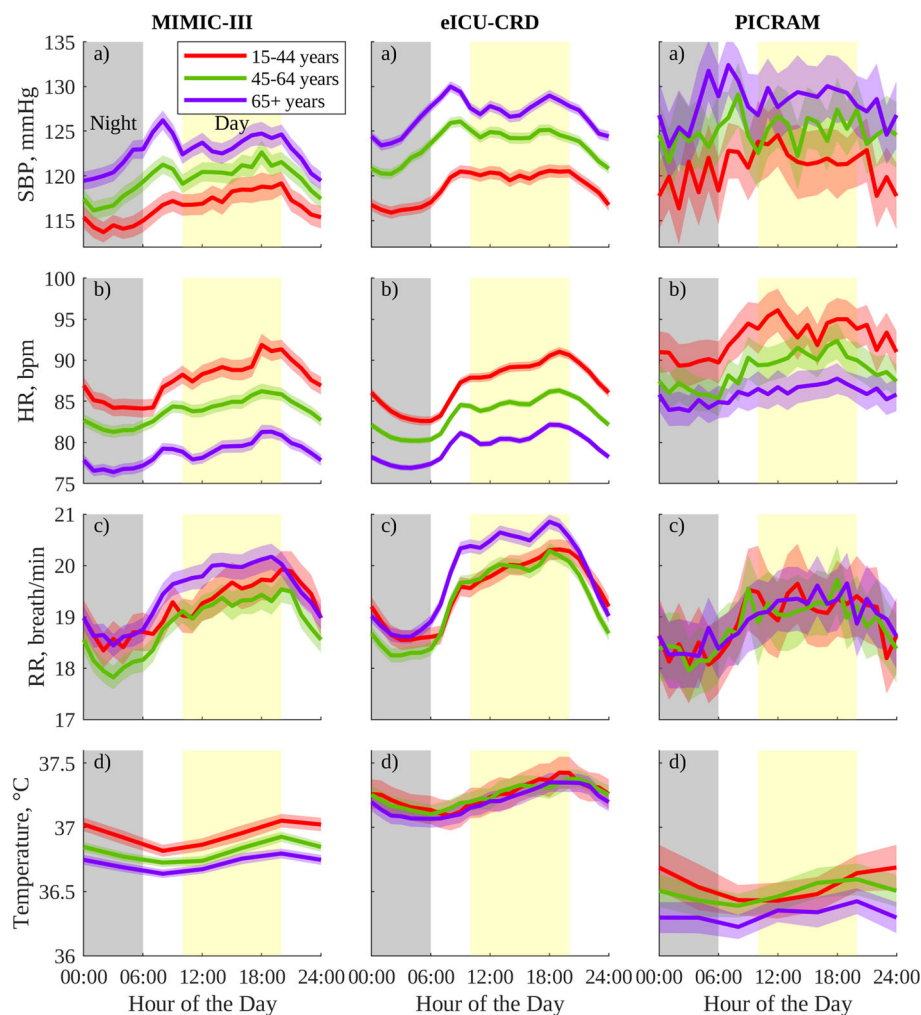 MIMIC-III eICU-CRD PICRAM
a) a) a)
15-44 years
45-64 years
65+ years
Night Day
135
130
125
120
115
SBP, mmHg
b) b) b)
100
95
90
85
80
75
HR, bpm
c) c) c)
21
20
19
18
17
RR, breath/min
d) d) d)
37.5
37
36.5
36
Temperature, °C
00:00 06:00 12:00 18:00 24:00 00:00 06:00 12:00 18:00 24:00 00:00 06:00 12:00 18:00 24:00
Hour of the Day Hour of the Day Hour of the Day